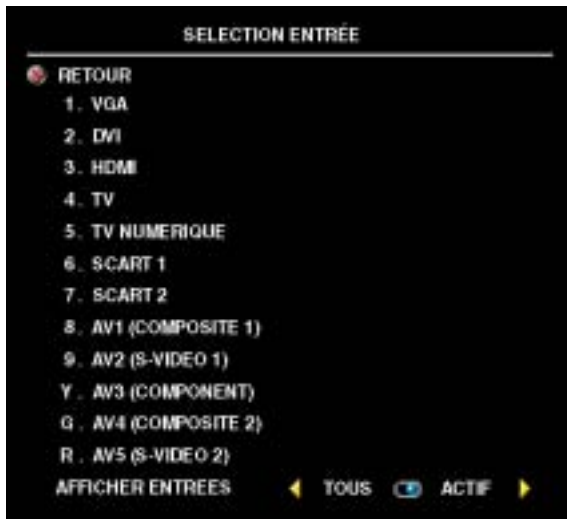 SELECTION ENTRÉE
RETOUR
1. VGA
2. DVI
3. HDMI
4. TV
5. TV NUMERIQUE
6. SCART 1
7. SCART 2
8. AV1 (COMPOSITE 1)
9. AV2 (S-VIDEO 1)
Y. AV3 (COMPONENT)
G. AV4 (COMPOSITE 2)
R. AV5 (S-VIDEO 2)
AFFICHER ENTREES TOUS ACTIF